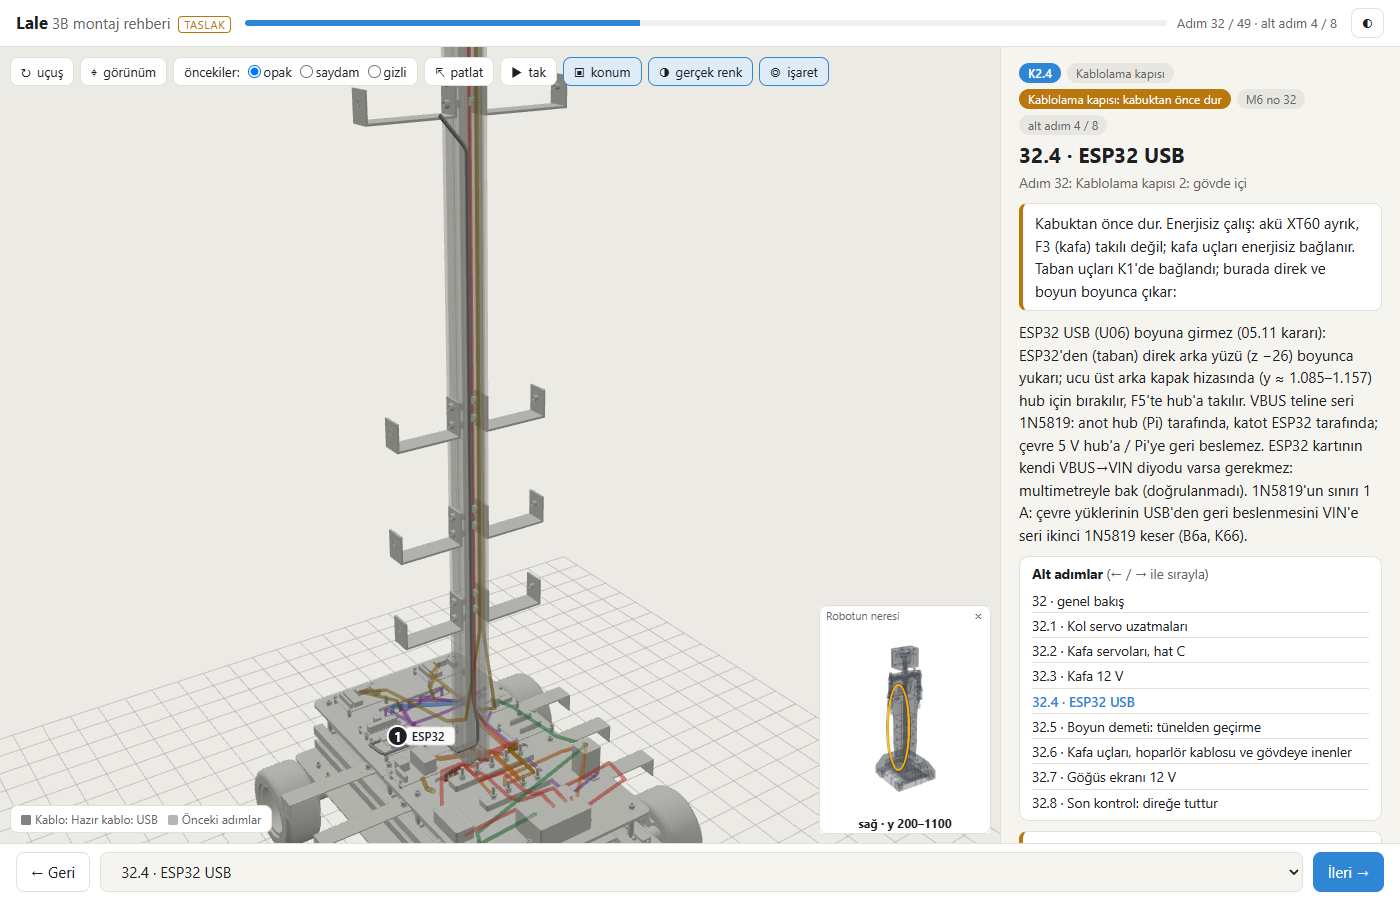 Lale 3B montaj rehberi TASLAK
Adım 32 / 49 · alt adım 4 / 8
↻ uçuş
⌖ görünüm
öncekiler: opak saydam gizli
⇱ patlat
▶ tak
▣ konum
◑ gerçek renk
◎ işaret
1 ESP32
Kablo: Hazır kablo: USB Önceki adımlar
Robotun neresi ×
sağ · y 200–1100
K2.4 Kablolama kapısı
Kablolama kapısı: kabuktan önce dur M6 no 32
alt adım 4 / 8
32.4 · ESP32 USB
Adım 32: Kablolama kapısı 2: gövde içi
Kabuktan önce dur. Enerjisiz çalış: akü XT60 ayrık,
F3 (kafa) takılı değil; kafa uçları enerjisiz bağlanır.
Taban uçları K1'de bağlandı; burada direk ve
boyun boyunca çıkar:
ESP32 USB (U06) boyuna girmez (05.11 kararı):
ESP32'den (taban) direk arka yüzü (z −26) boyunca
yukarı; ucu üst arka kapak hizasında (y ≈ 1.085–1.157)
hub için bırakılır, F5'te hub'a takılır. VBUS teline seri
1N5819: anot hub (Pi) tarafında, katot ESP32 tarafında;
çevre 5 V hub'a / Pi'ye geri beslemez. ESP32 kartının
kendi VBUS→VIN diyodu varsa gerekmez:
multimetreyle bak (doğrulanmadı). 1N5819'un sınırı 1
A: çevre yüklerinin USB'den geri beslenmesini VIN'e
seri ikinci 1N5819 keser (B6a, K66).
Alt adımlar (← / → ile sırayla)
32 · genel bakış
32.1 · Kol servo uzatmaları
32.2 · Kafa servoları, hat C
32.3 · Kafa 12 V
32.4 · ESP32 USB
32.5 · Boyun demeti: tünelden geçirme
32.6 · Kafa uçları, hoparlör kablosu ve gövdeye inenler
32.7 · Göğüs ekranı 12 V
32.8 · Son kontrol: direğe tuttur
← Geri
32.4 · ESP32 USB
İleri →